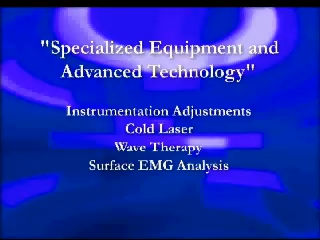 "Specialized Equipment and
Advanced Technology"
Instrumentation Adjustments
Cold Laser
Wave Therapy
Surface EMG Analysis